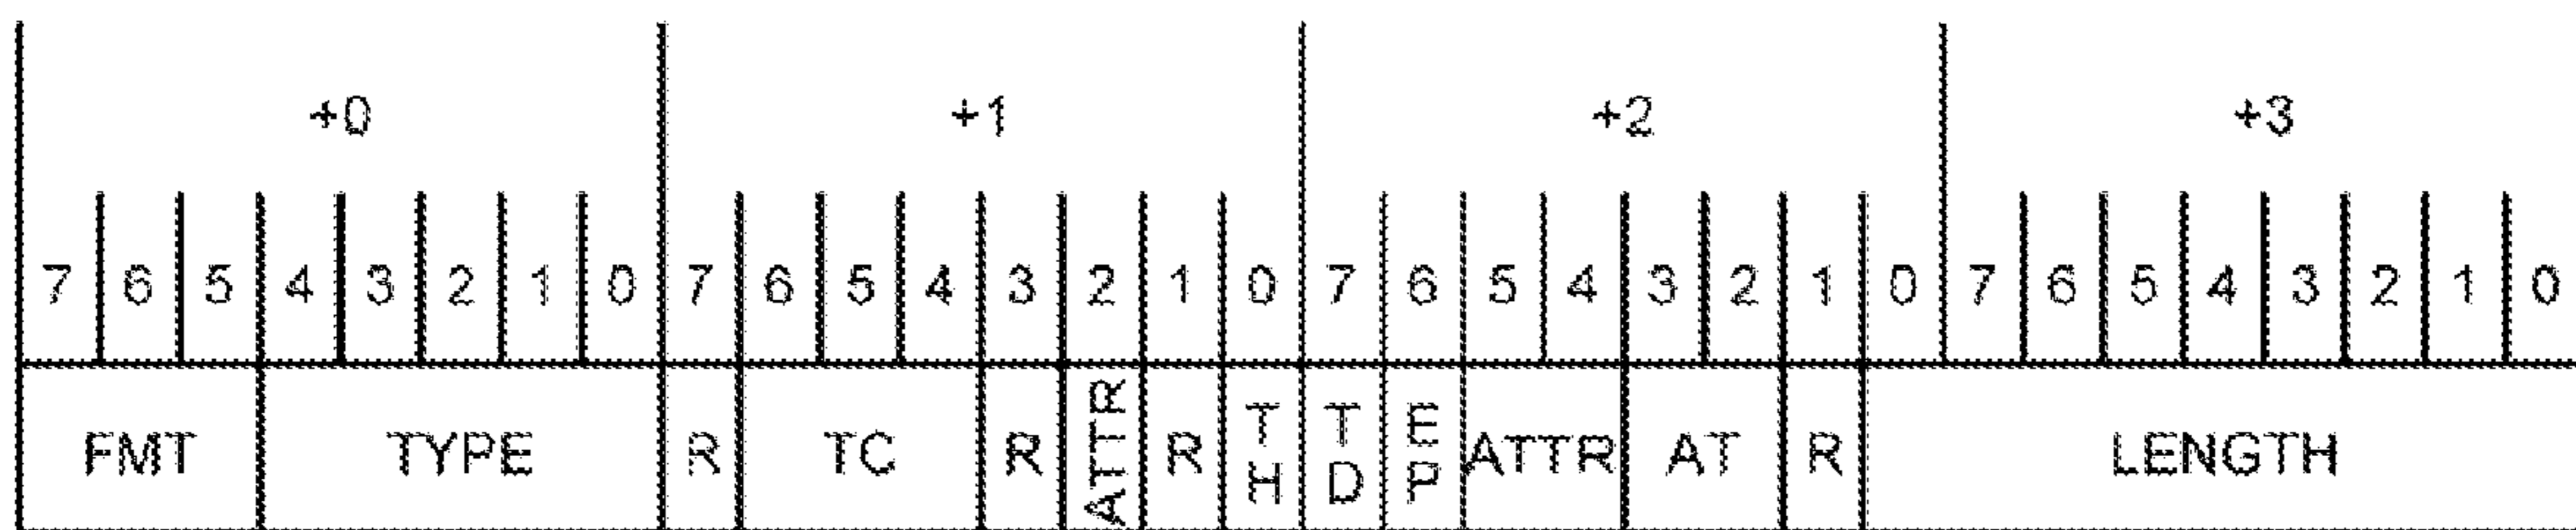 +0 +1 +2 +3
7 6 5 4 3 2 1 0 7 6 5 4 3 2 1 0 7 6 5 4 3 2 1 0 7 6 5 4 3 2 1 0
FMT TYPE R TC R ATTR R TH TD EP ATTR AT R LENGTH